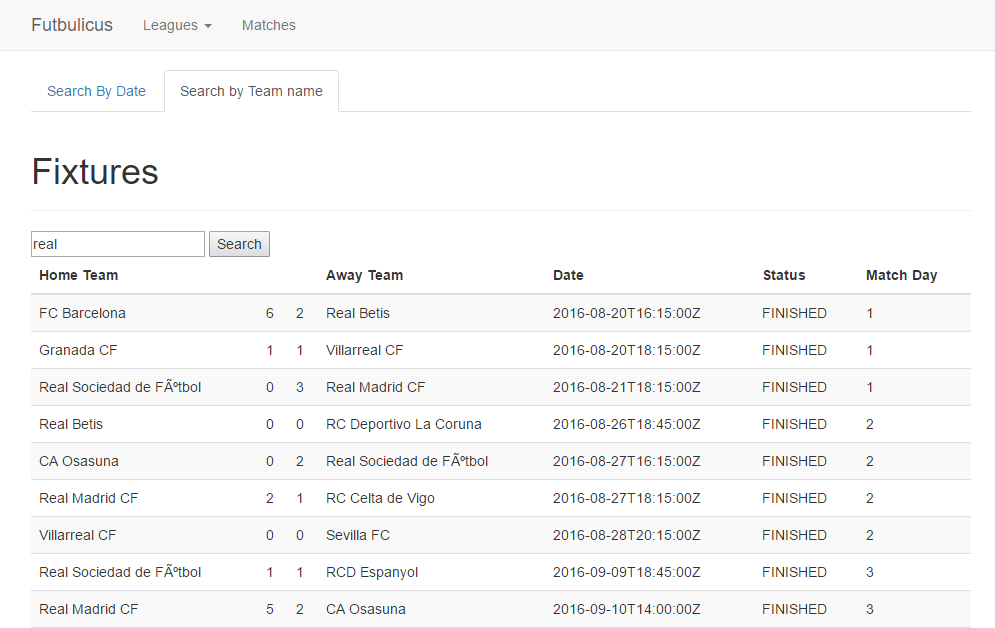 Futbulicus Leagues Matches
Search By Date Search by Team name
Fixtures
real Search
Home Team Away Team Date Status Match Day
FC Barcelona 6 2 Real Betis 2016-08-20T16:15:00Z FINISHED 1
Granada CF 1 1 Villarreal CF 2016-08-20T18:15:00Z FINISHED 1
Real Sociedad de FÃºtbol 0 3 Real Madrid CF 2016-08-21T18:15:00Z FINISHED 1
Real Betis 0 0 RC Deportivo La Coruna 2016-08-26T18:45:00Z FINISHED 2
CA Osasuna 0 2 Real Sociedad de FÃºtbol 2016-08-27T16:15:00Z FINISHED 2
Real Madrid CF 2 1 RC Celta de Vigo 2016-08-27T18:15:00Z FINISHED 2
Villarreal CF 0 0 Sevilla FC 2016-08-28T20:15:00Z FINISHED 2
Real Sociedad de FÃºtbol 1 1 RCD Espanyol 2016-09-09T18:45:00Z FINISHED 3
Real Madrid CF 5 2 CA Osasuna 2016-09-10T14:00:00Z FINISHED 3